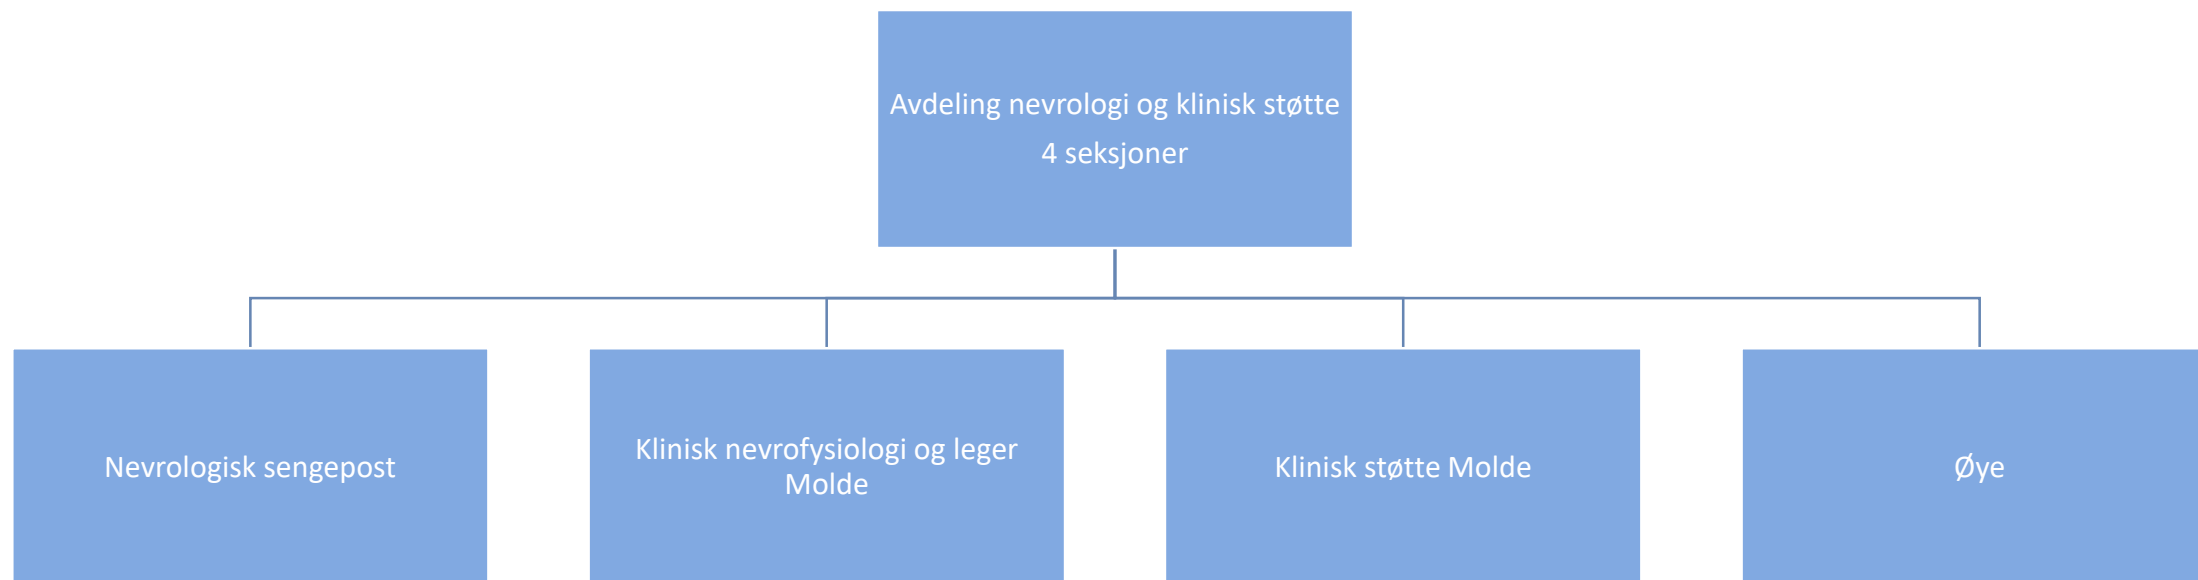 Avdeling nevrologi og klinisk støtte
4 seksjoner
Nevrologisk sengepost
Klinisk nevrofysiologi og leger
Molde
Klinisk støtte Molde
Øye